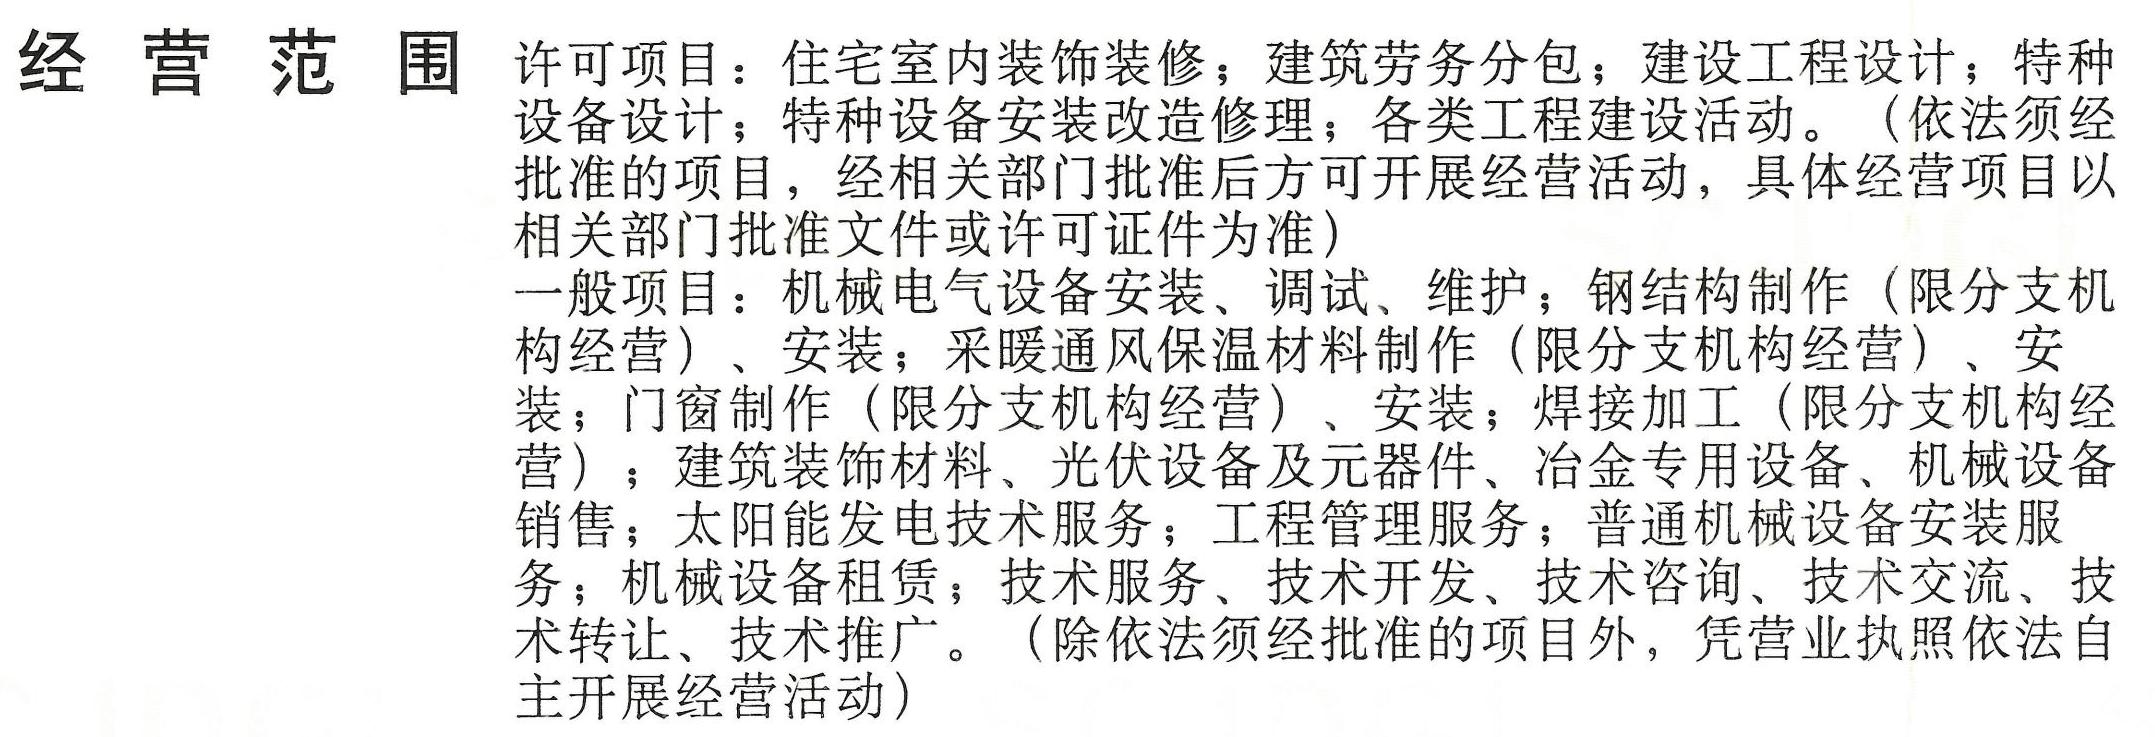 经营范围 许可项目：住宅室内装饰装修；建筑劳务分包；建设工程设计；特种
设备设计；特种设备安装改造修理；各类工程建设活动。（依法须经
批准的项目，经相关部门批准后方可开展经营活动，具体经营项目以
相关部门批准文件或许可证件为准）
一般项目：机械电气设备安装、调试、维护；钢结构制作（限分支机
构经营）、安装；采暖通风保温材料制作（限分支机构经营）、安
装；门窗制作（限分支机构经营）、安装；焊接加工（限分支机构经
营）；建筑装饰材料、光伏设备及元器件、冶金专用设备、机械设备
销售；太阳能发电技术服务；工程管理服务；普通机械设备安装服
务；机械设备租赁；技术服务、技术开发、技术咨询、技术交流、技
术转让、技术推广。（除依法须经批准的项目外，凭营业执照依法自
主开展经营活动）